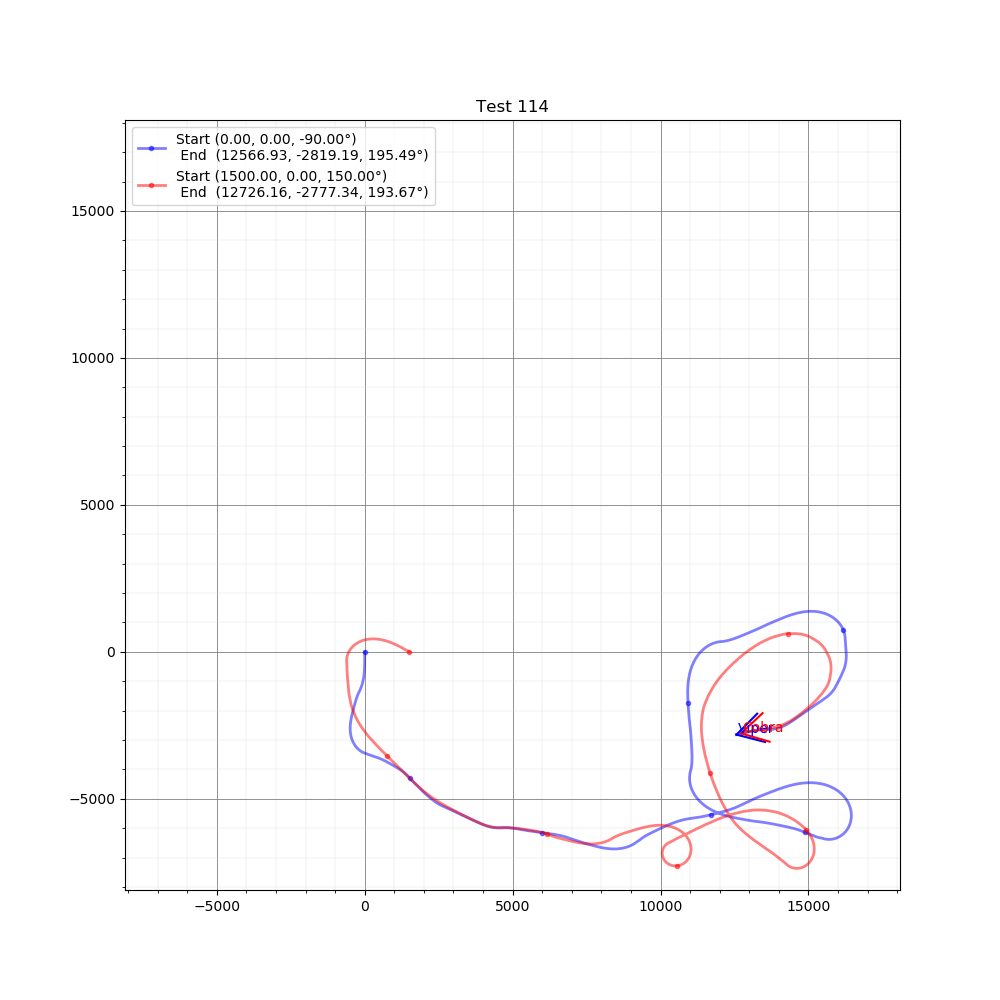 Test 114
Start (0.00, 0.00, -90.00°)
End  (12566.93, -2819.19, 195.49°)
Start (1500.00, 0.00, 150.00°)
End  (12726.16, -2777.34, 193.67°)
15000
10000
5000
0
−5000
−5000
0
5000
10000
15000